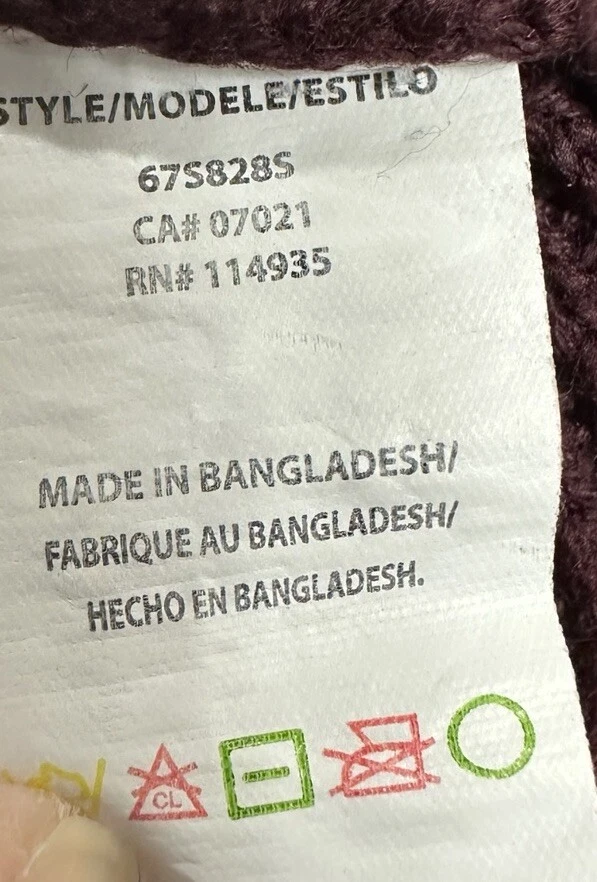 STYLE/MODELE/ESTILO
67S828S
CA# 07021
RN# 114935
MADE IN BANGLADESH/
FABRIQUE AU BANGLADESH/
HECHO EN BANGLADESH.
CL